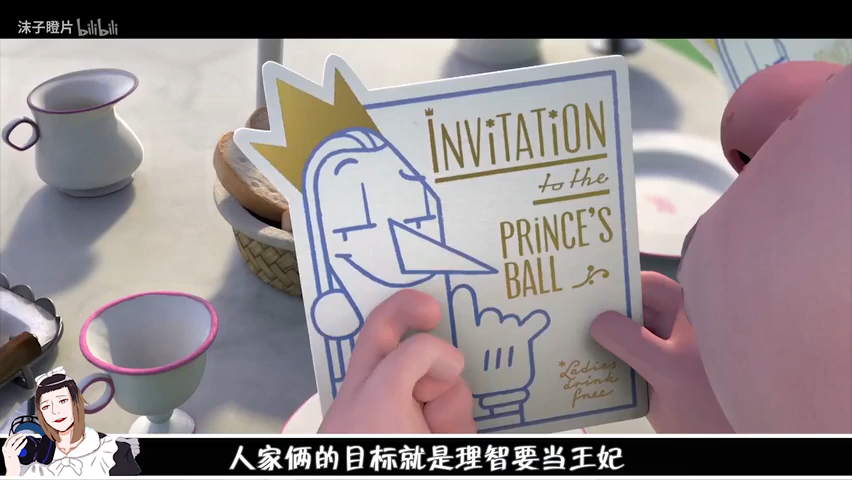 沫子瞪片 bilibili
INVITATION
to the
PRINCE'S
BALL
*Ladies
drink
free
人家俩的目标就是理智要当王妃